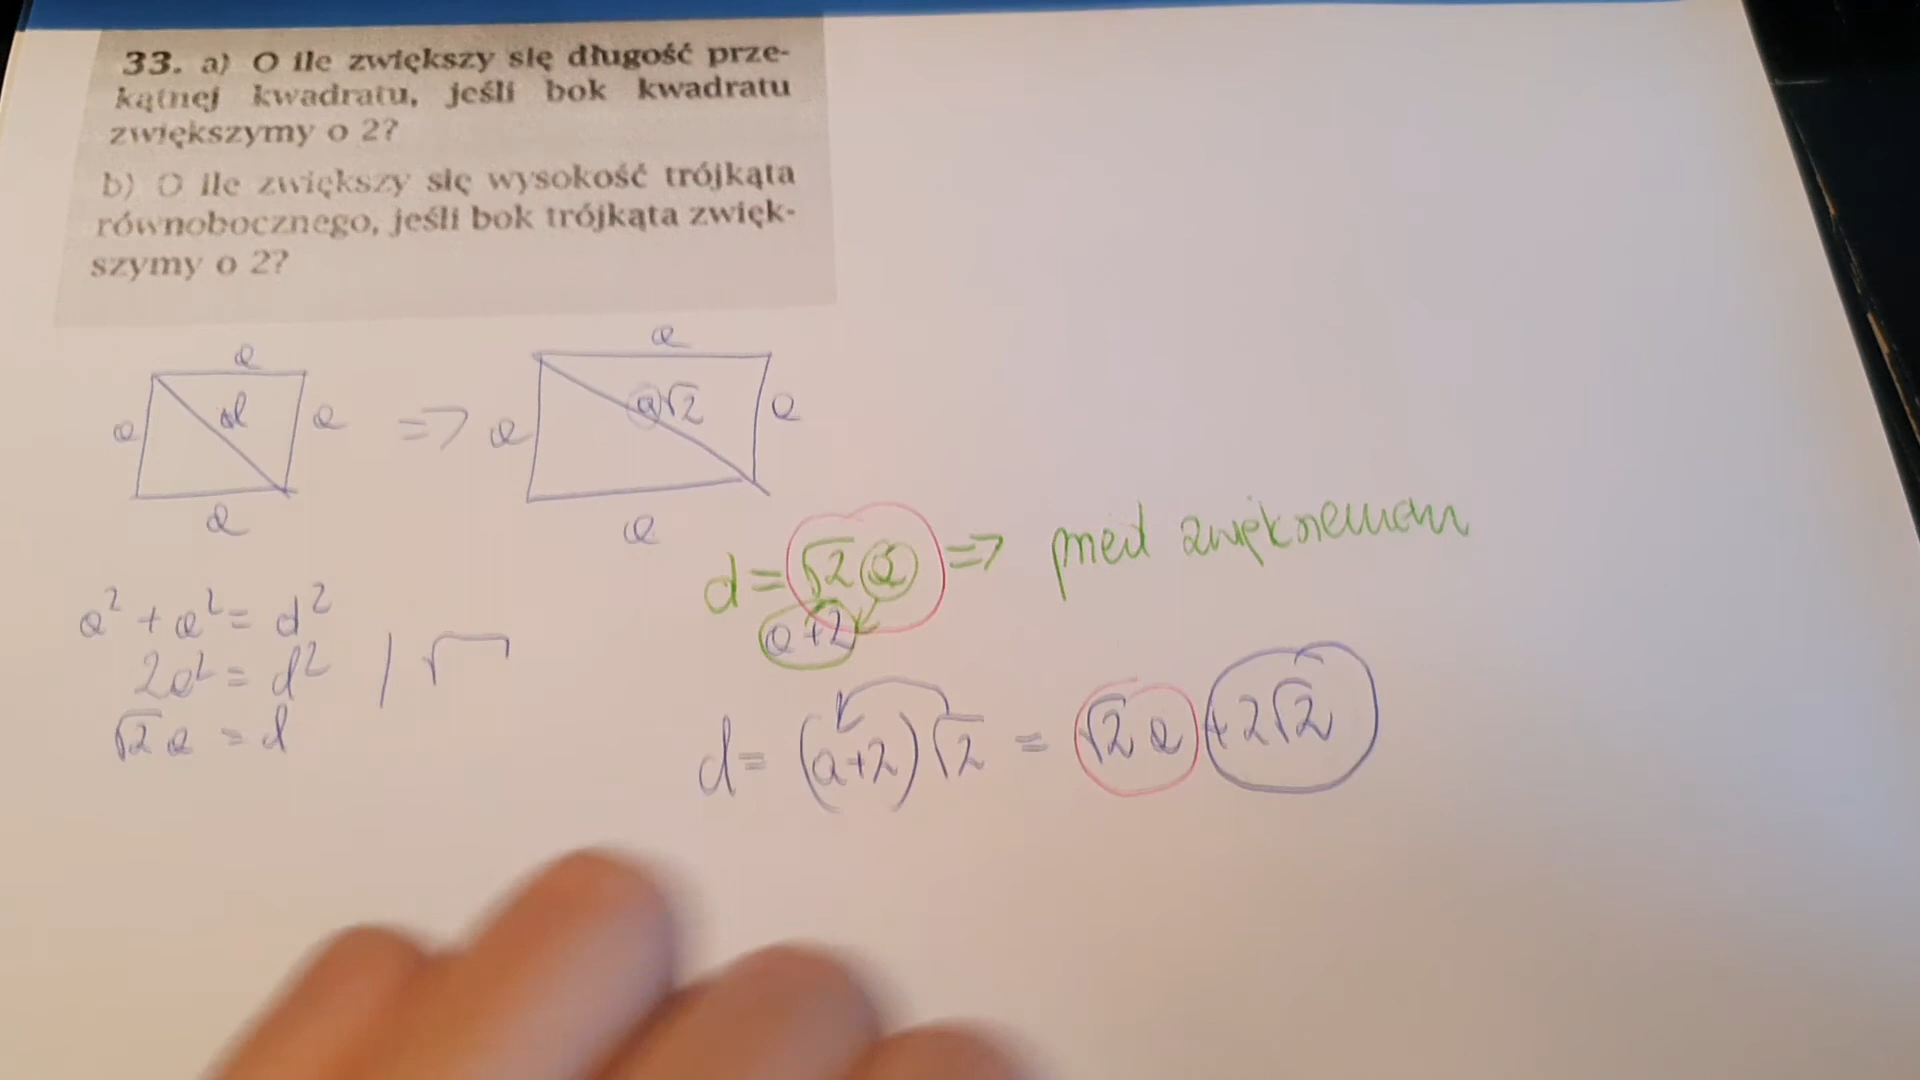 33. a) O ile zwiększy się długość prze-
kątnej kwadratu, jeśli bok kwadratu
zwiększymy o 2?
b) O ile zwiększy się wysokość trójkąta
równobocznego, jeśli bok trójkąta zwięk-
szymy o 2?
a
a d a => a a√2 a
a
a
a
d = √2 a => przed zwiększeniem
a+2
a² + a² = d²
2a² = d² / √
√2 a = d
d = (a+2)√2 = √2 a + 2√2